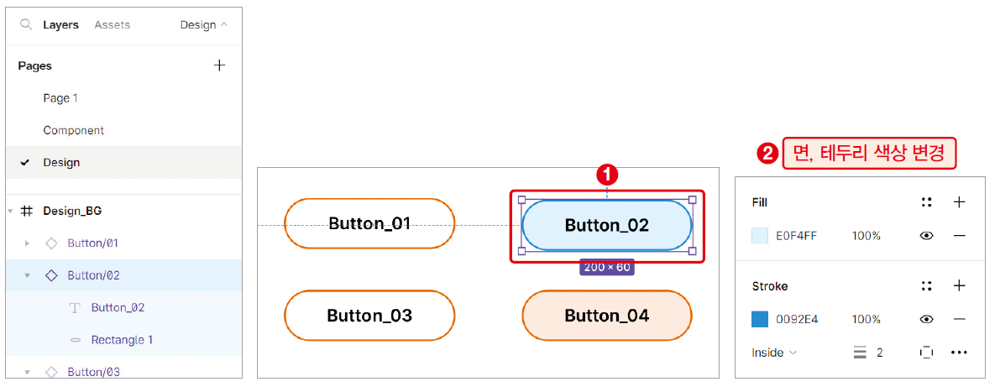 Layers Assets Design
Pages
Page 1
Component
Design
Design_BG
Button/01
Button/02
Button_02
Rectangle 1
Button/03
1
Button_01
Button_02
200 × 60
Button_03
Button_04
2 면, 테두리 색상 변경
Fill
E0F4FF 100%
Stroke
0092E4 100%
Inside 2